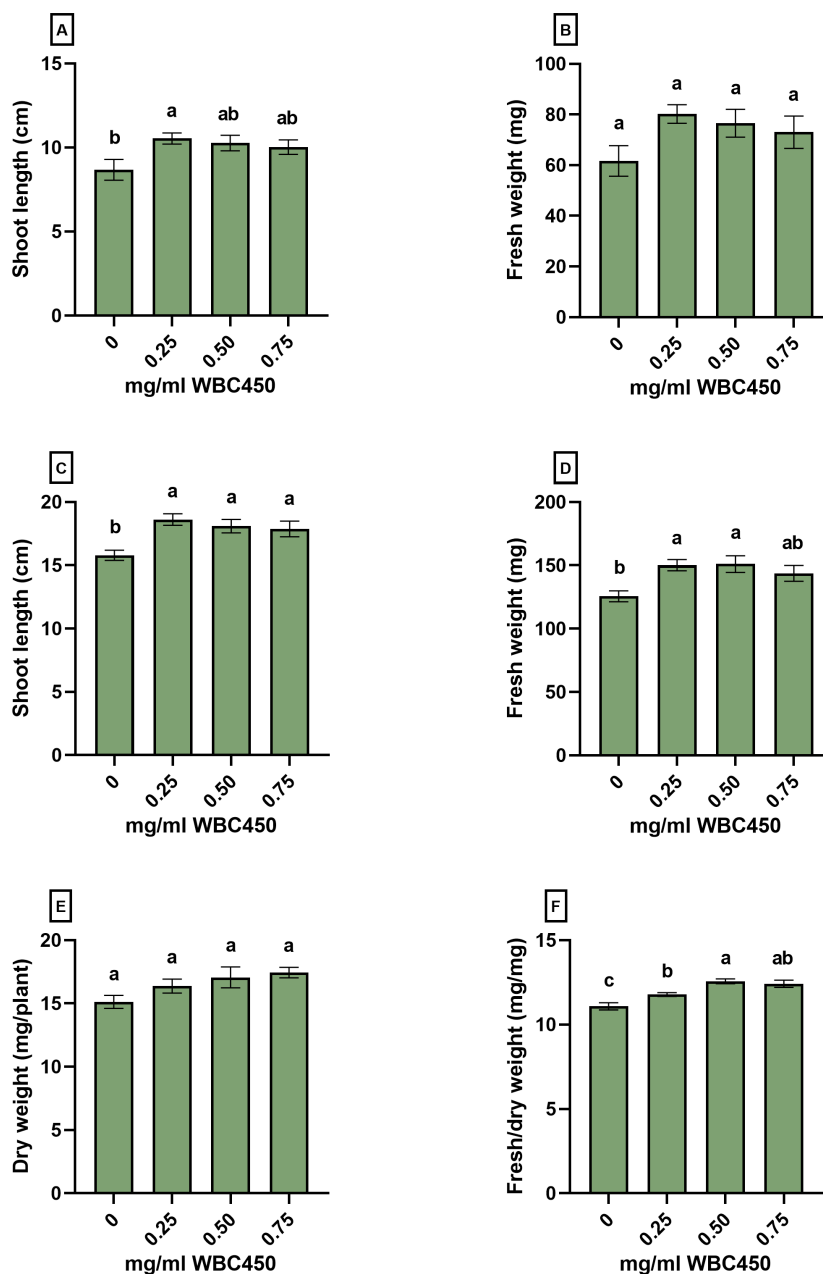 A
Shoot length (cm)
15
10
5
0
b
a
ab
ab
0
0.25
0.50
0.75
mg/ml WBC450
B
Fresh weight (mg)
100
80
60
40
20
0
a
a
a
a
0
0.25
0.50
0.75
mg/ml WBC450
C
Shoot length (cm)
20
15
10
5
0
b
a
a
a
0
0.25
0.50
0.75
mg/ml WBC450
D
Fresh weight (mg)
200
150
100
50
0
b
a
a
ab
0
0.25
0.50
0.75
mg/ml WBC450
E
Dry weight (mg/plant)
20
15
10
5
0
a
a
a
a
0
0.25
0.50
0.75
mg/ml WBC450
F
Fresh/dry weight (mg/mg)
15
10
5
0
c
b
a
ab
0
0.25
0.50
0.75
mg/ml WBC450